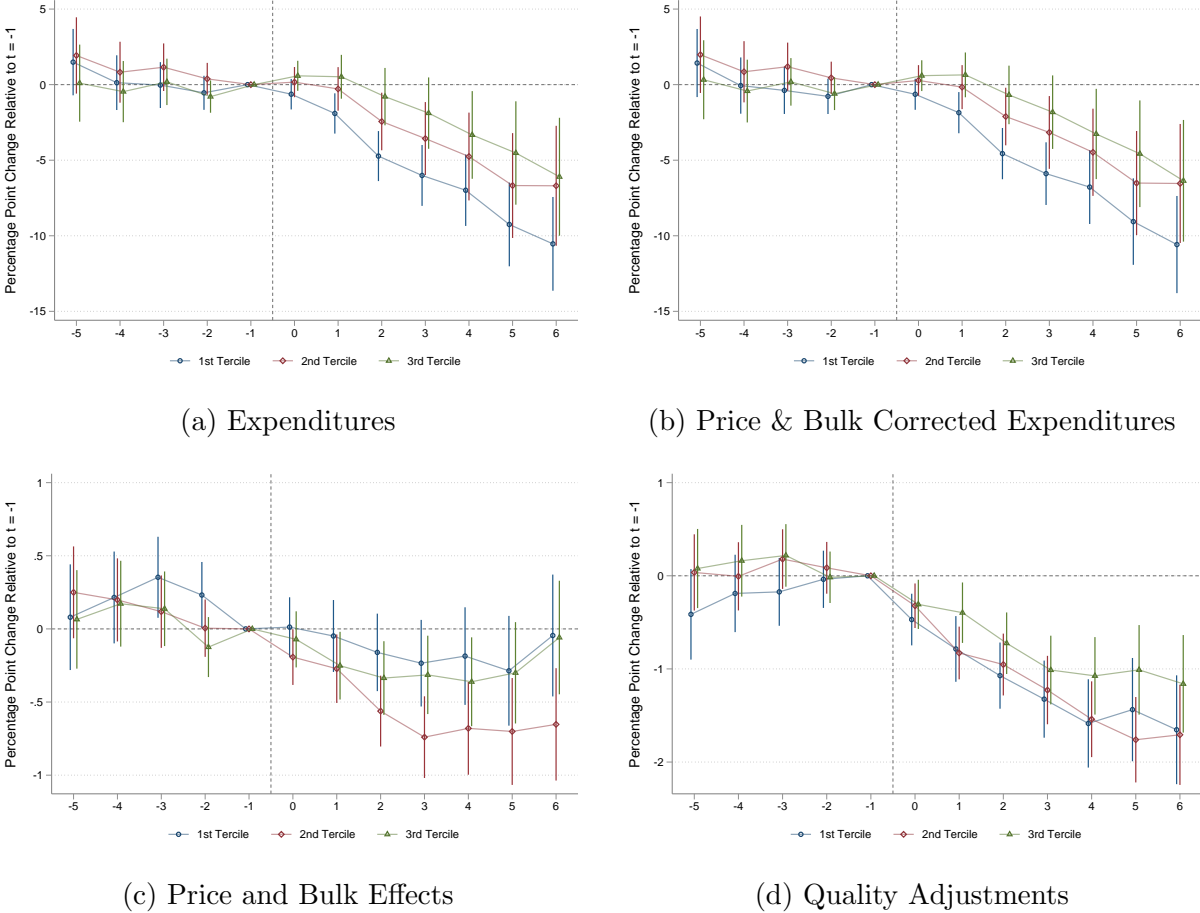 Percentage Point Change Relative to t = -1
5
0
-5
-10
-15
-5 -4 -3 -2 -1 0 1 2 3 4 5 6
1st Tercile 2nd Tercile 3rd Tercile
(a) Expenditures
Percentage Point Change Relative to t = -1
5
0
-5
-10
-15
-5 -4 -3 -2 -1 0 1 2 3 4 5 6
1st Tercile 2nd Tercile 3rd Tercile
(b) Price & Bulk Corrected Expenditures
Percentage Point Change Relative to t = -1
1
.5
0
-.5
-1
-5 -4 -3 -2 -1 0 1 2 3 4 5 6
1st Tercile 2nd Tercile 3rd Tercile
(c) Price and Bulk Effects
Percentage Point Change Relative to t = -1
1
0
-1
-2
-5 -4 -3 -2 -1 0 1 2 3 4 5 6
1st Tercile 2nd Tercile 3rd Tercile
(d) Quality Adjustments